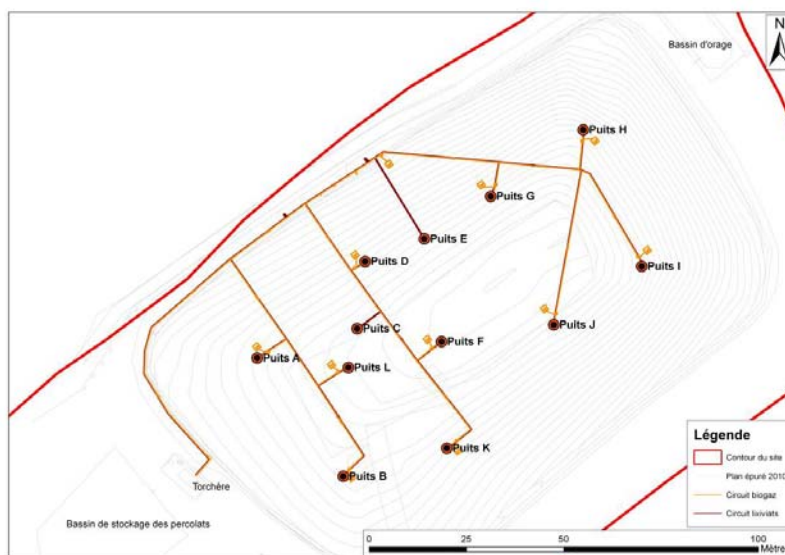 Bassin d'orage
N
Puits H
Puits G
Puits E
Puits D
Puits I
Puits J
Puits C
Puits F
Puits A
Puits L
Puits K
Puits B
Torchère
Bassin de stockage des percolats
Légende
Contour du site
Plan épuré 2010
Circuit biogaz
Circuit lixiviats
0 25 50 100
Mètre